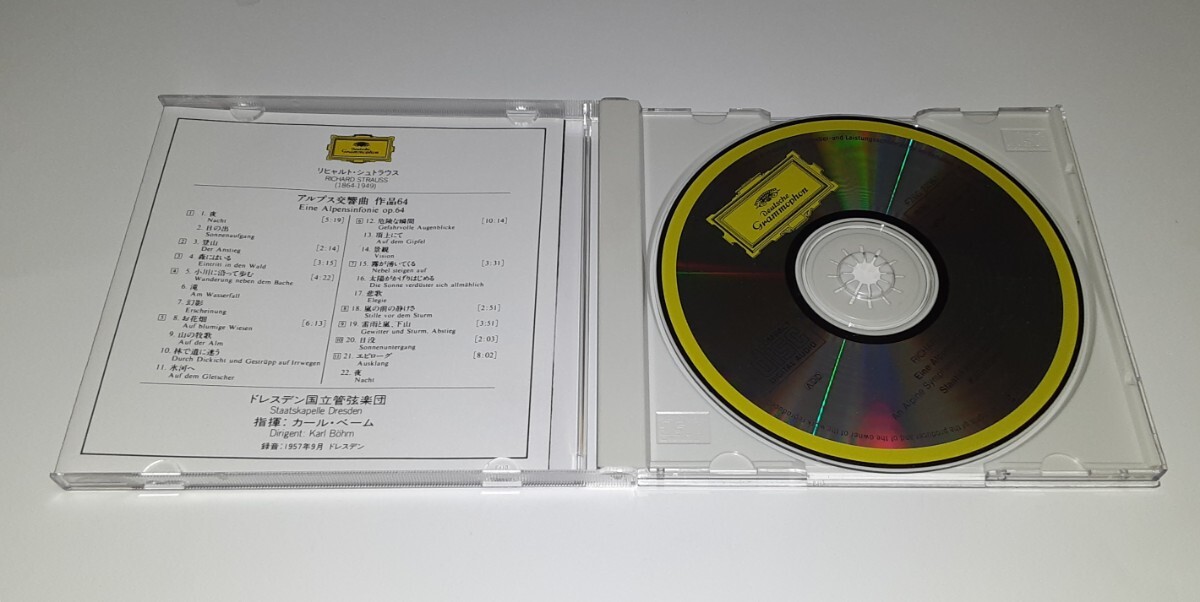 Deutsche
Grammophon
リヒャルト・シュトラウス
RICHARD STRAUSS
(1864-1949)
アルプス交響曲 作品64
Eine Alpensinfonie op.64
1 1. 夜 [5:19]
Nacht
2. 日の出
Sonnenaufgang
2 3. 登山 [2:14]
Der Anstieg
3 4. 森にはいる [3:15]
Eintritt in den Wald
4 5. 小川に沿って歩む [4:22]
Wanderung neben dem Bache
6. 滝
Am Wasserfall
7. 幻影
Erscheinung
5 8. お花畑 [6:13]
Auf blumige Wiesen
9. 山の牧歌
Auf der Alm
10. 林で道に迷う
Durch Dickicht und Gestrüpp auf Irrwegen
11. 氷河へ
Auf dem Gletscher
6 12. 危険な瞬間 [10:14]
Gefahrvolle Augenblicke
13. 頂上にて
Auf dem Gipfel
14. 景観
Vision
7 15. 霧が湧いてくる [3:31]
Nebel steigen auf
16. 太陽がかげりはじめる
Die Sonne verdüstert sich allmählich
17. 悲歌
Elegie
8 18. 嵐の前の静けさ [2:51]
Stille vor dem Sturm
9 19. 雷雨と嵐、下山 [3:51]
Gewitter und Sturm, Abstieg
10 20. 日没 [2:03]
Sonnenuntergang
11 21. エピローグ [8:02]
Ausklang
22. 夜
Nacht
ドレスデン国立管弦楽団
Staatskapelle Dresden
指揮：カール・ベーム
Dirigent: Karl Böhm
録音：1957年9月 ドレスデン
Deutsche
Grammophon